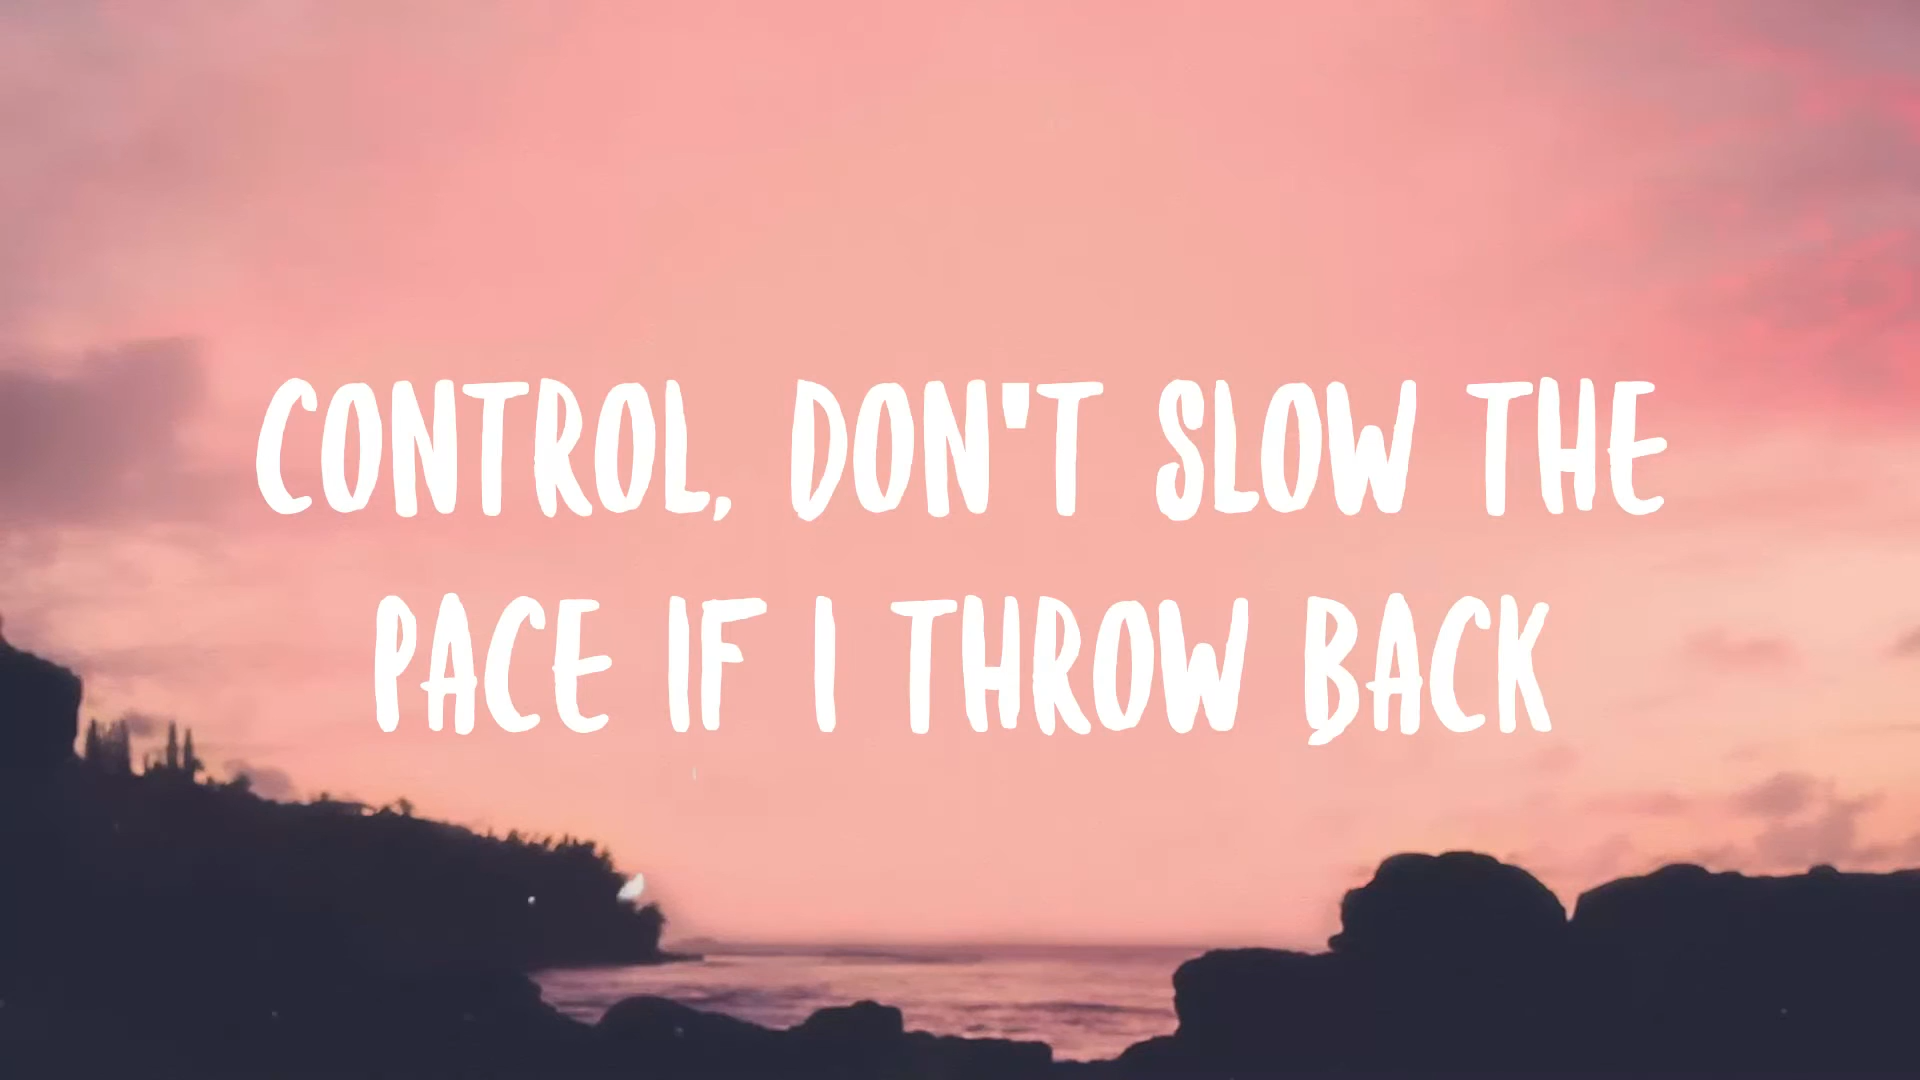 CONTROL, DON'T SLOW THE
PACE IF I THROW BACK